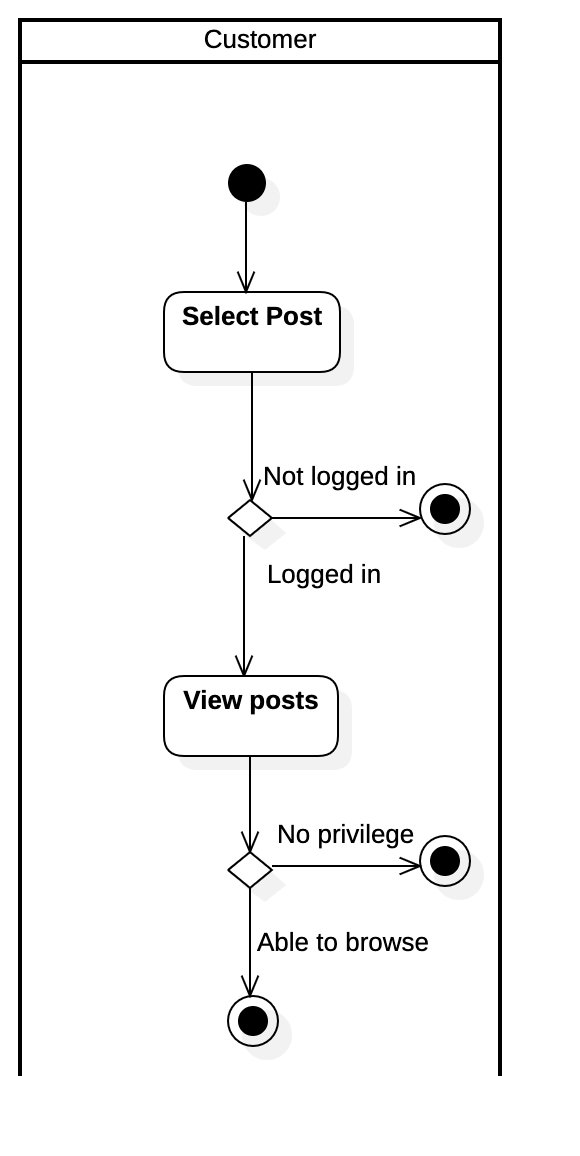 Customer
Select Post
Not logged in
Logged in
View posts
No privilege
Able to browse